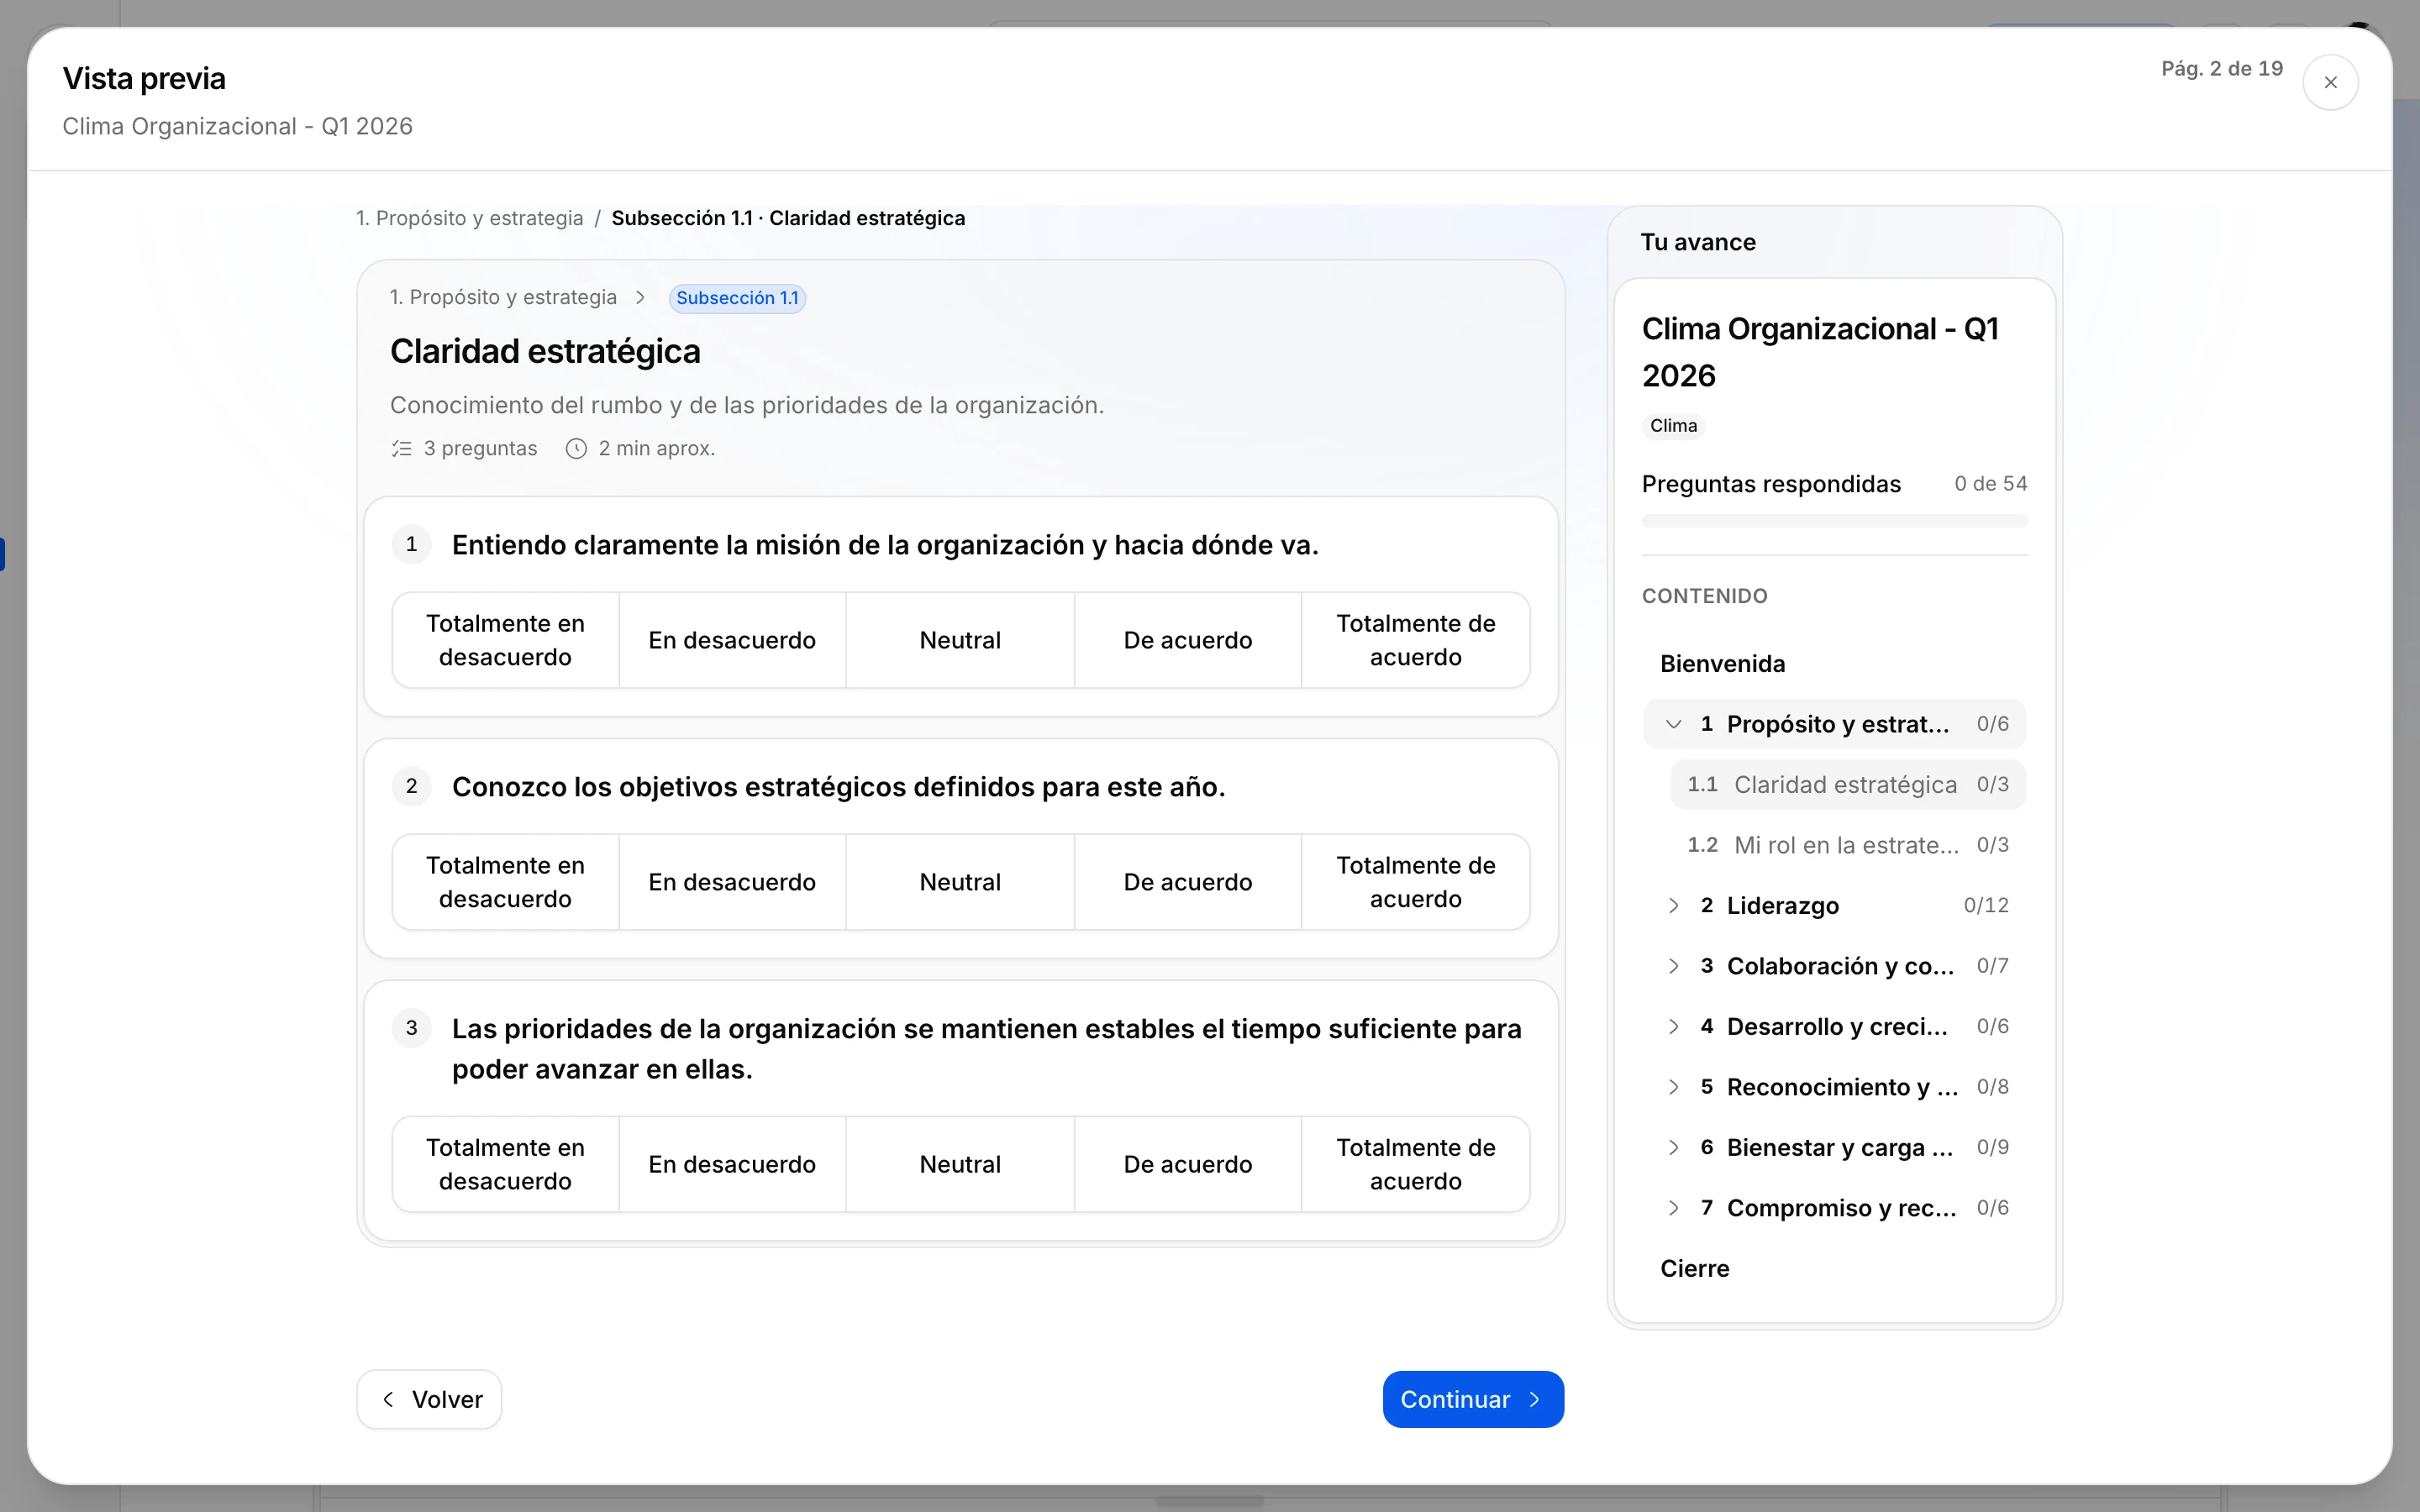 Vista previa
Clima Organizacional - Q1 2026
Pág. 2 de 19
1. Propósito y estrategia / Subsección 1.1 · Claridad estratégica
1. Propósito y estrategia
Subsección 1.1
Claridad estratégica
Conocimiento del rumbo y de las prioridades de la organización.
3 preguntas
2 min aprox.
1 Entiendo claramente la misión de la organización y hacia dónde va.
Totalmente en
desacuerdo
En desacuerdo
Neutral
De acuerdo
Totalmente de
acuerdo
2 Conozco los objetivos estratégicos definidos para este año.
Totalmente en
desacuerdo
En desacuerdo
Neutral
De acuerdo
Totalmente de
acuerdo
3 Las prioridades de la organización se mantienen estables el tiempo suficiente para
poder avanzar en ellas.
Totalmente en
desacuerdo
En desacuerdo
Neutral
De acuerdo
Totalmente de
acuerdo
Volver
Continuar
Tu avance
Clima Organizacional - Q1
2026
Clima
Preguntas respondidas 0 de 54
CONTENIDO
Bienvenida
1 Propósito y estrat... 0/6
1.1 Claridad estratégica 0/3
1.2 Mi rol en la estrate... 0/3
2 Liderazgo 0/12
3 Colaboración y co... 0/7
4 Desarrollo y creci... 0/6
5 Reconocimiento y ... 0/8
6 Bienestar y carga ... 0/9
7 Compromiso y rec... 0/6
Cierre